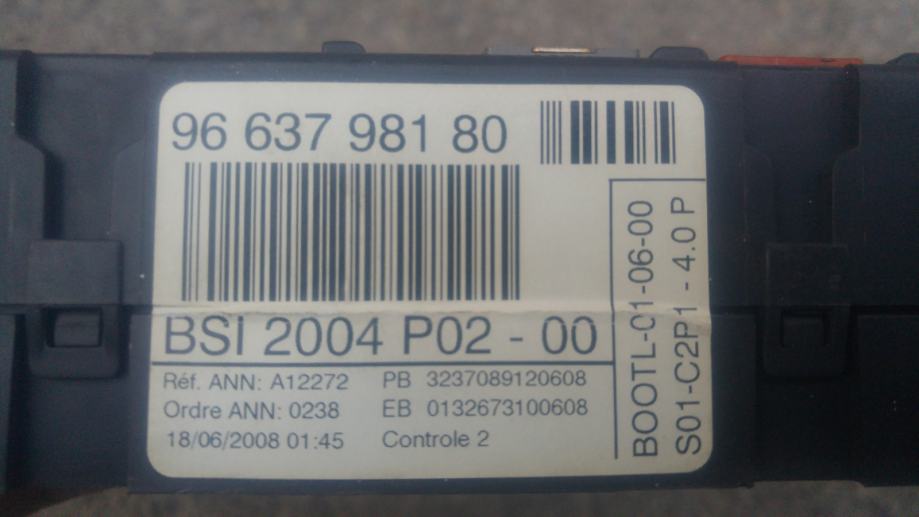 96 637 981 80
BSI 2004 P02 - 00
Réf. ANN: A12272
PB 3237089120608
Ordre ANN: 0238
EB 0132673100608
18/06/2008 01:45
Controle 2
BOOTL-01-06-00
S01-C2P1 - 4.0 P